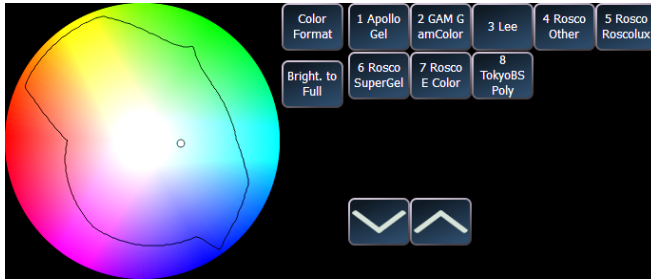 Color
Format
1 Apollo
Gel
2 GAM G
amColor
3 Lee
4 Rosco
Other
5 Rosco
Roscolux
Bright. to
Full
6 Rosco
SuperGel
7 Rosco
E Color
8
TokyoBS
Poly